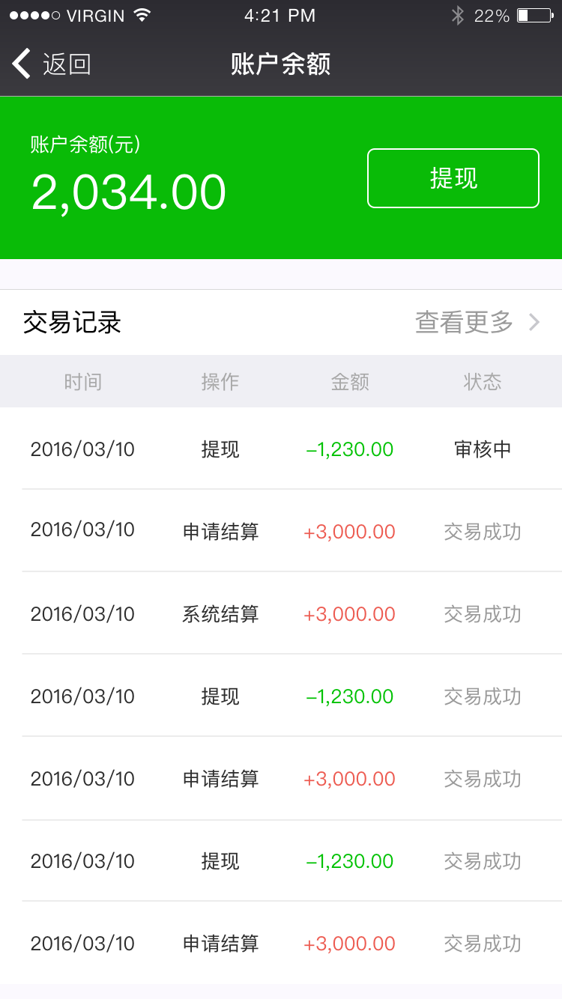 VIRGIN 4:21 PM 22%
返回 账户余额
账户余额(元)
2,034.00
提现
交易记录 查看更多
时间 操作 金额 状态
2016/03/10 提现 –1,230.00 审核中
2016/03/10 申请结算 +3,000.00 交易成功
2016/03/10 系统结算 +3,000.00 交易成功
2016/03/10 提现 –1,230.00 交易成功
2016/03/10 申请结算 +3,000.00 交易成功
2016/03/10 提现 –1,230.00 交易成功
2016/03/10 申请结算 +3,000.00 交易成功